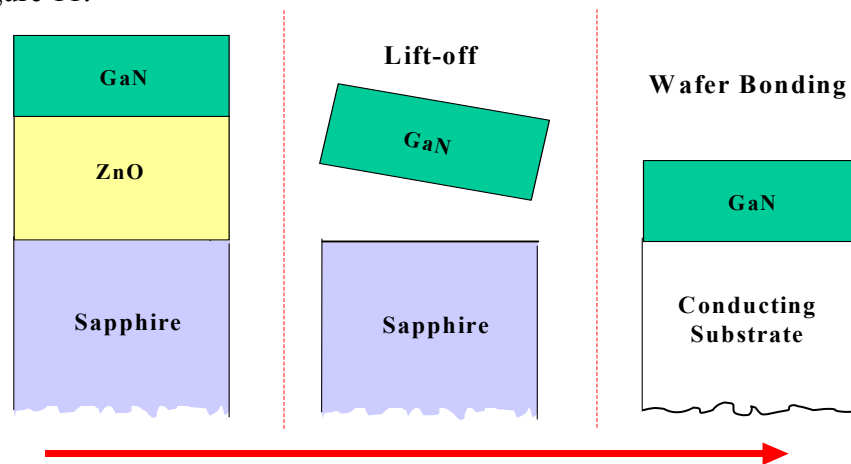 GaN
ZnO
Sapphire
Lift-off
GaN
Sapphire
Wafer Bonding
GaN
Conducting
Substrate